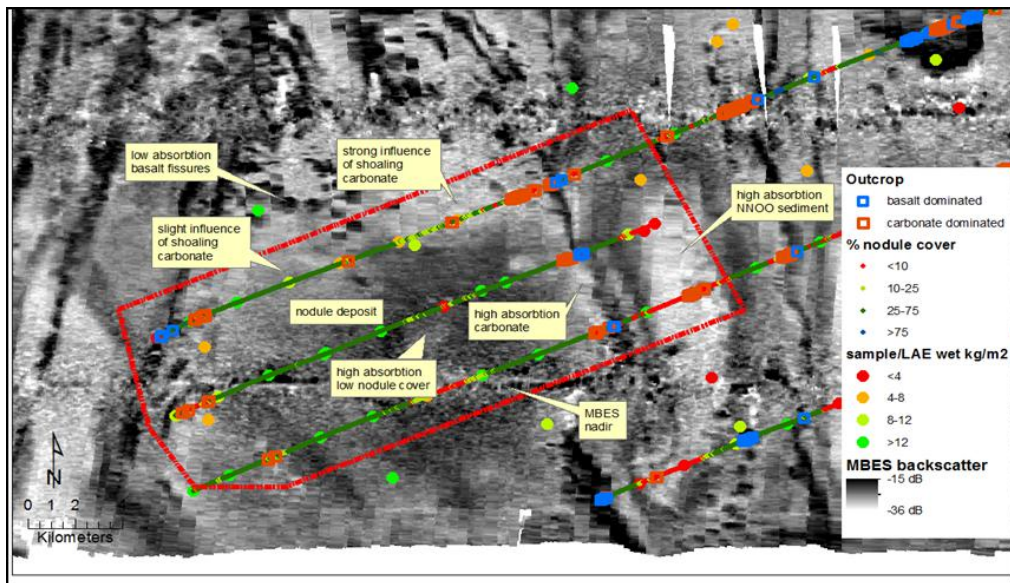 low absorbtion
basalt fissures
strong influence
of shoaling
carbonate
slight influence
of shoaling
carbonate
high absorbtion
NNOO sediment
nodule deposit
high absorbtion
carbonate
high absorbtion
low nodule cover
MBES
nadir
N
0 1 2
Kilometers
Outcrop
basalt dominated
carbonate dominated
% nodule cover
<10
10-25
25-75
>75
sample/LAE wet kg/m2
<4
4-8
8-12
>12
MBES backscatter
-15 dB
-36 dB